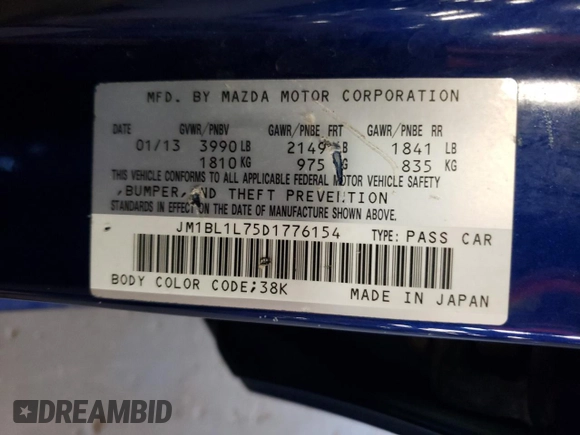 MFD. BY MAZDA MOTOR CORPORATION
DATE GVWR/PNBV GAWR/PNBE FRT GAWR/PNBE RR
01/13 3990 LB 2149 LB 1841 LB
1810 KG 975 KG 835 KG
THIS VEHICLE CONFORMS TO ALL APPLICABLE FEDERAL MOTOR VEHICLE SAFETY
,BUMPER,AND THEFT PREVENTION
STANDARDS IN EFFECT ON THE DATE OF MANUFACTURE SHOWN ABOVE.
JM1BL1L75D1776154 TYPE: PASS CAR
BODY COLOR CODE;38K MADE IN JAPAN
DREAMBID